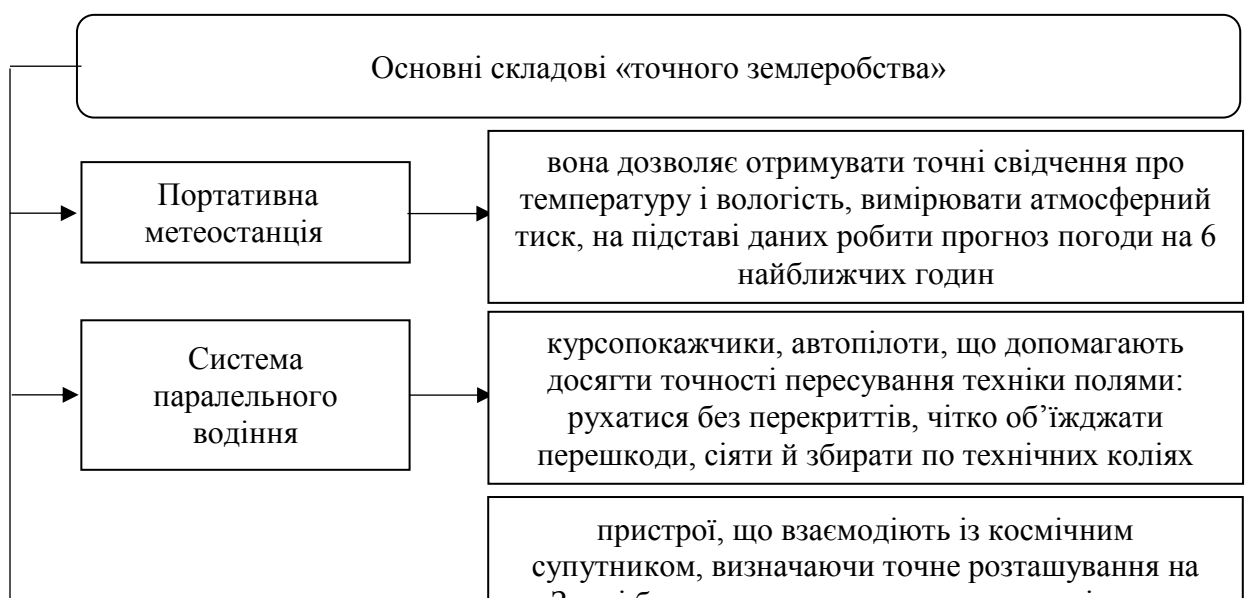 Основні складові «точного землеробства»
Портативна
метеостанція
вона дозволяє отримувати точні свідчення про
температуру і вологість, вимірювати атмосферний
тиск, на підставі даних робити прогноз погоди на 6
найближчих годин
Система
паралельного
водіння
курсопокажчики, автопілоти, що допомагають
досягти точності пересування техніки полями:
рухатися без перекриттів, чітко об’їжджати
перешкоди, сіяти й збирати по технічних коліях
пристрої, що взаємодіють із космічним
супутником, визначаючи точне розташування на